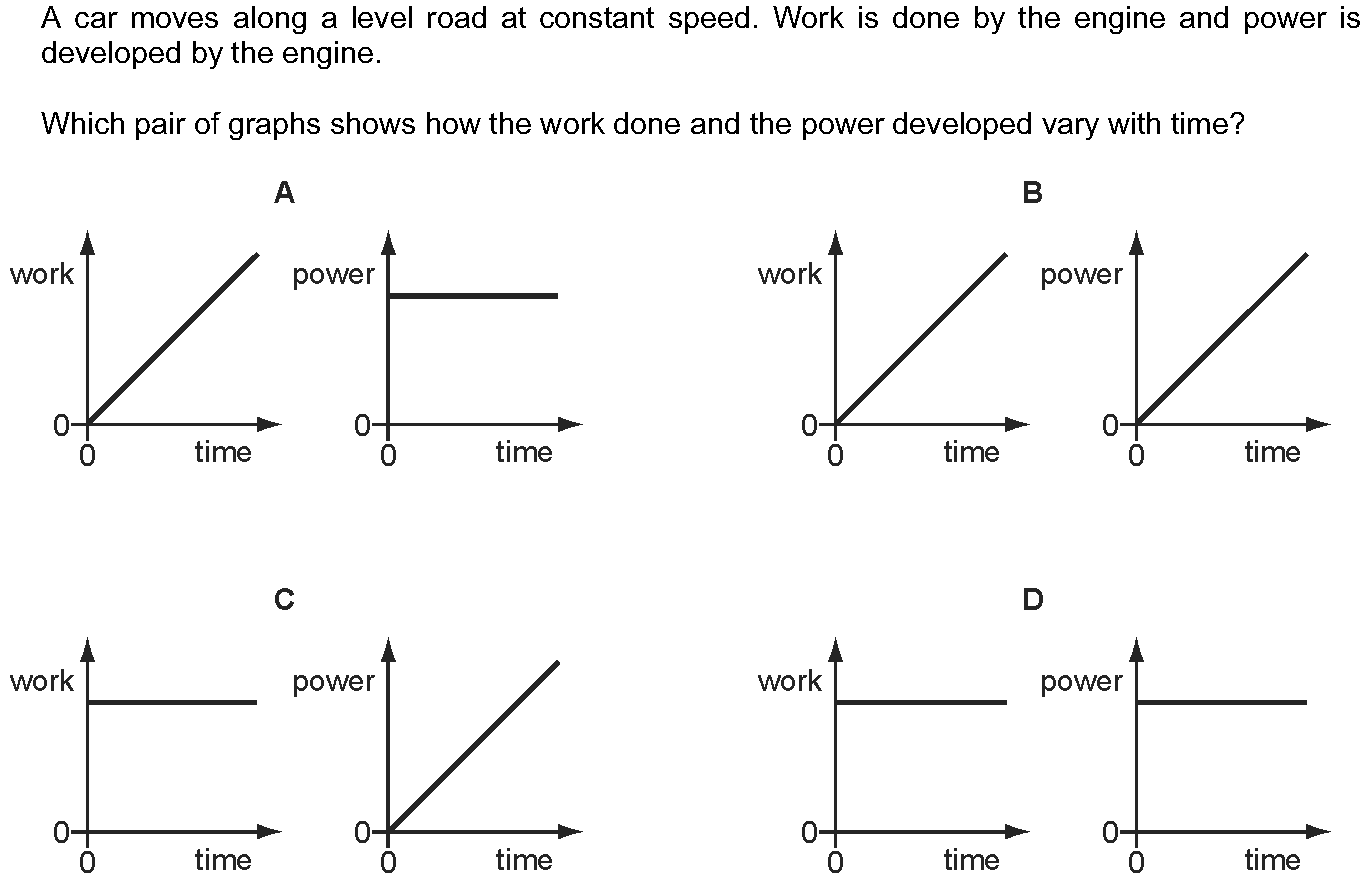 A car moves along a level road at constant speed. Work is done by the engine and power is
developed by the engine.
Which pair of graphs shows how the work done and the power developed vary with time?
A
work
0
0
time
power
0
0
time
B
work
0
0
time
power
0
0
time
C
work
0
0
time
power
0
0
time
D
work
0
0
time
power
0
0
time